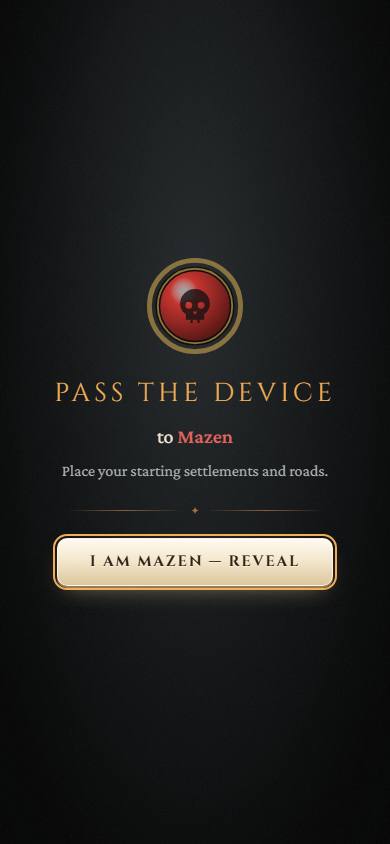 PASS THE DEVICE
to Mazen
Place your starting settlements and roads.
I AM MAZEN — REVEAL